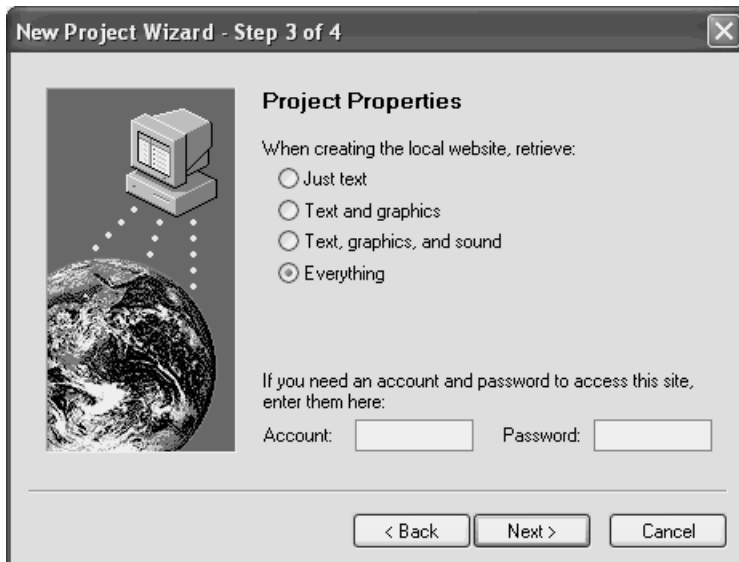 New Project Wizard - Step 3 of 4
Project Properties
When creating the local website, retrieve:
Just text
Text and graphics
Text, graphics, and sound
Everything
If you need an account and password to access this site,
enter them here:
Account: Password:
< Back Next > Cancel